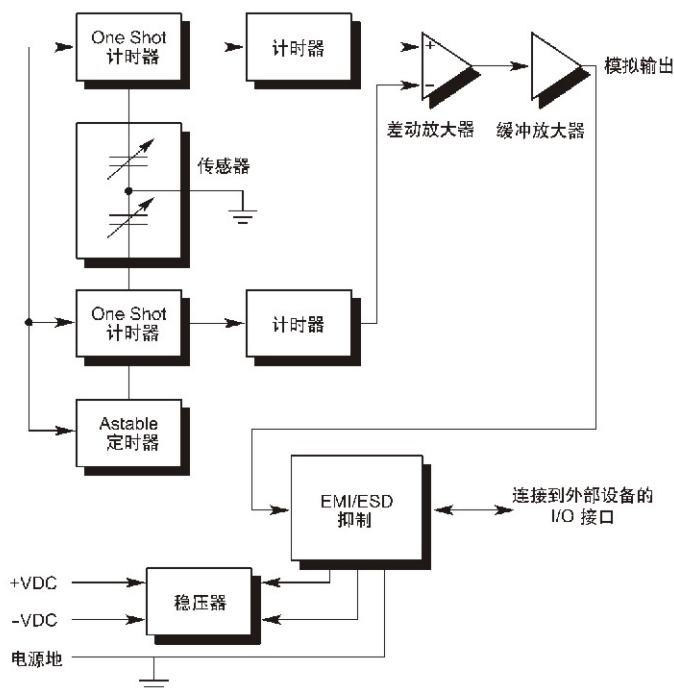 One Shot
计时器
计时器
+
−
模拟输出
差动放大器
缓冲放大器
传感器
One Shot
计时器
计时器
Astable
定时器
EMI/ESD
抑制
连接到外部设备的
I/O 接口
+VDC
稳压器
−VDC
电源地